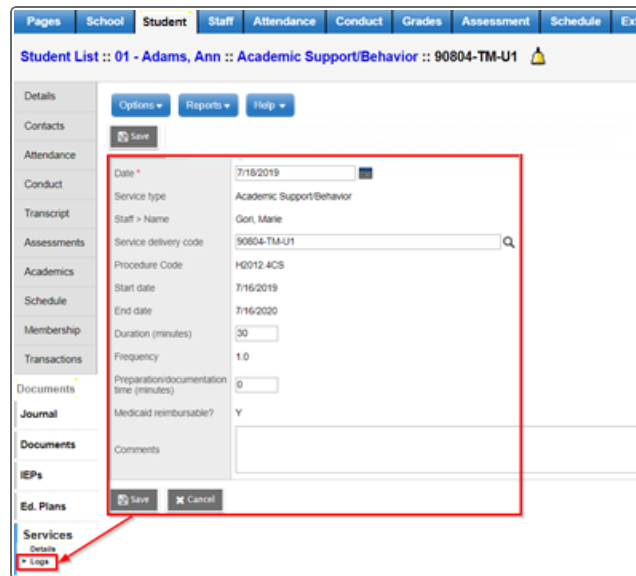 Pages School Student Staff Attendance Conduct Grades Assessment Schedule Ex
Student List :: 01 - Adams, Ann :: Academic Support/Behavior :: 90804-TM-U1
Details
Contacts
Attendance
Conduct
Transcript
Assessments
Academics
Schedule
Membership
Transactions
Documents
Journal
Documents
IEPs
Ed. Plans
Services
Details
Logs
Options Reports Help
Save
Date * 7/18/2019
Service type Academic Support/Behavior
Staff > Name Gori, Marie
Service delivery code 90804-TM-U1
Procedure Code H2012.4CS
Start date 7/16/2019
End date 7/16/2020
Duration (minutes) 30
Frequency 1.0
Preparation/documentation
time (minutes) 0
Medicaid reimbursable? Y
Comments
Save Cancel